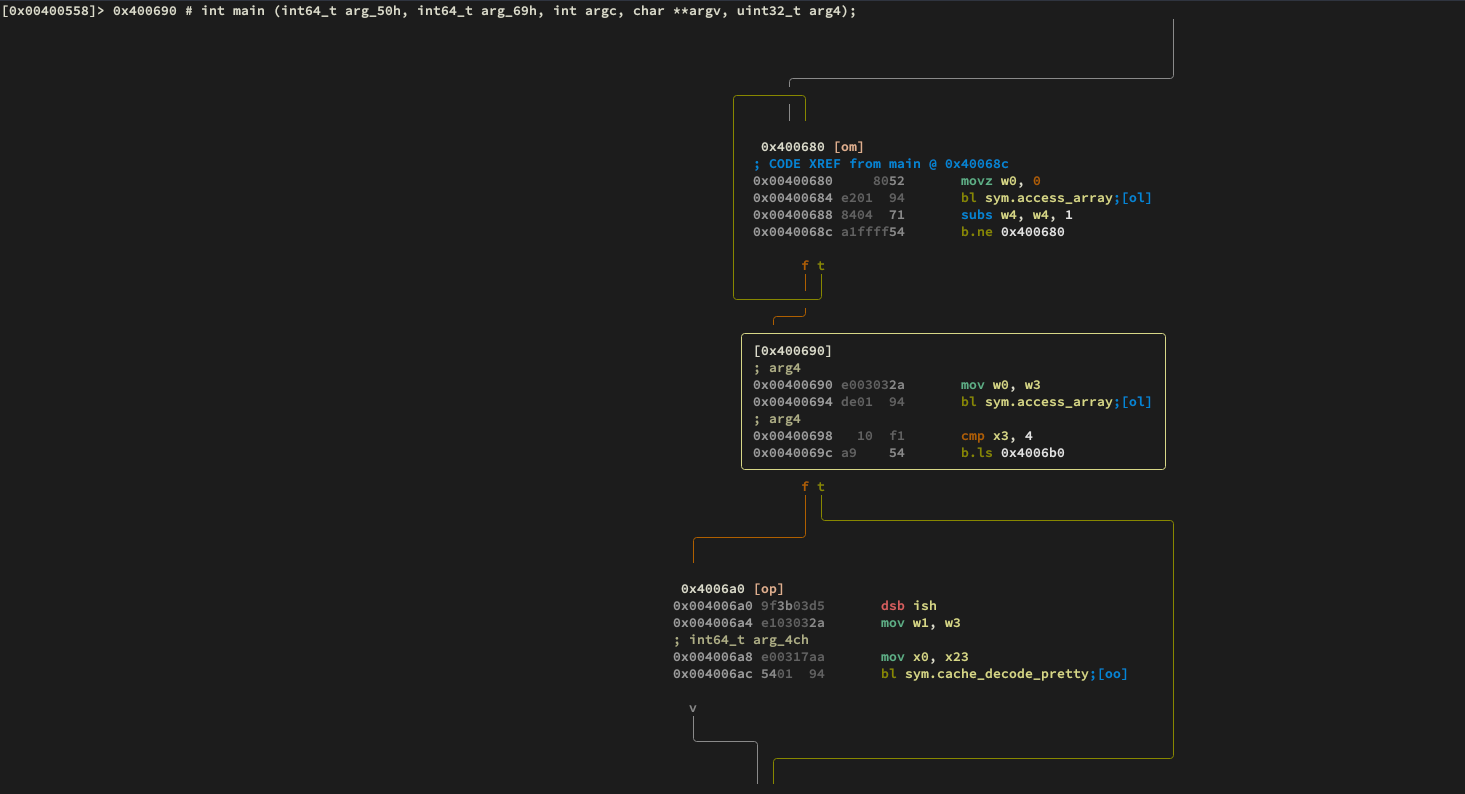 [0x00400558]> 0x400690 # int main (int64_t arg_50h, int64_t arg_69h, int argc, char **argv, uint32_t arg4);
0x400680 [om]
; CODE XREF from main @ 0x40068c
0x00400680 8052 movz w0, 0
0x00400684 e201 94 bl sym.access_array;[ol]
0x00400688 8404 71 subs w4, w4, 1
0x0040068c a1ffff54 b.ne 0x400680
f t
[0x400690]
; arg4
0x00400690 e003032a mov w0, w3
0x00400694 de01 94 bl sym.access_array;[ol]
; arg4
0x00400698 10 f1 cmp x3, 4
0x0040069c a9 54 b.ls 0x4006b0
f t
0x4006a0 [op]
0x004006a0 9f3b03d5 dsb ish
0x004006a4 e103032a mov w1, w3
; int64_t arg_4ch
0x004006a8 e00317aa mov x0, x23
0x004006ac 5401 94 bl sym.cache_decode_pretty;[oo]
v